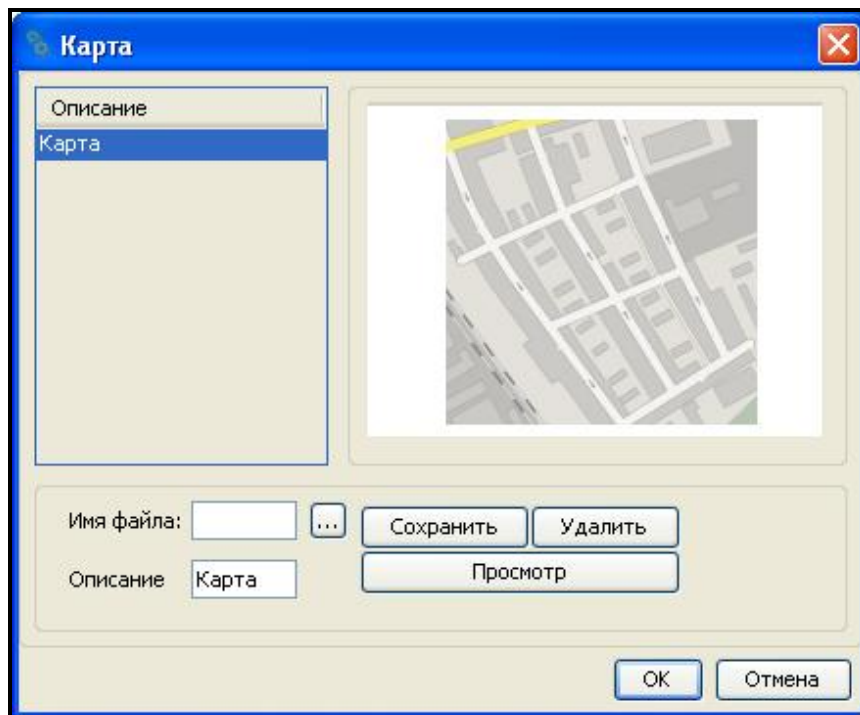 Карта
Описание
Карта
Имя файла: ... Сохранить Удалить
Описание Карта Просмотр
OK Отмена